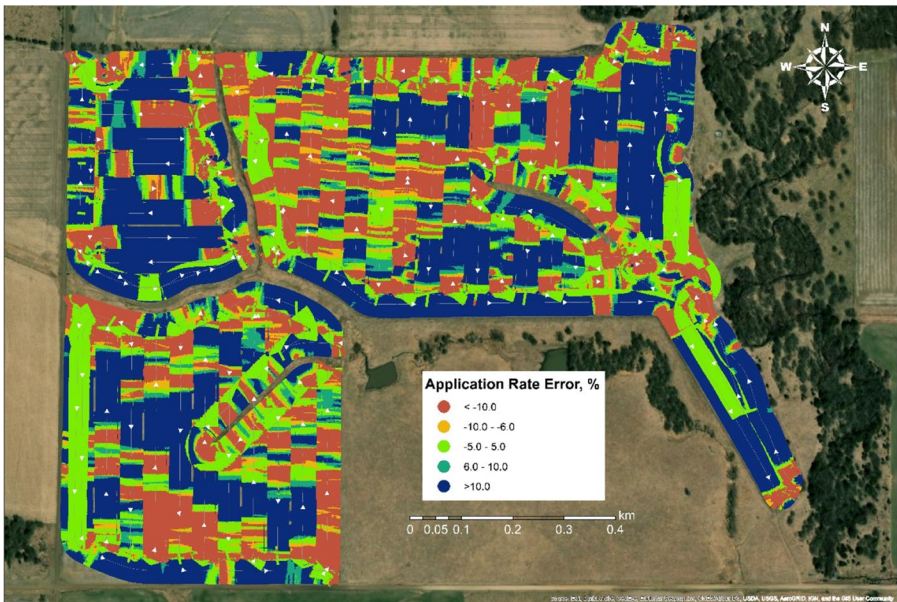 N
W E
S
Application Rate Error, %
< -10.0
-10.0 - -6.0
-5.0 - 5.0
6.0 - 10.0
>10.0
km
0 0.05 0.1 0.2 0.3 0.4
USDA, USGS, AeroGRID, IGN, and the GIS User Community